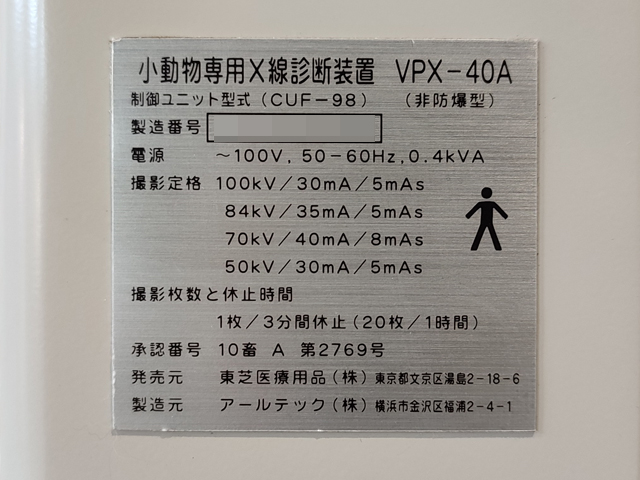 小動物専用X線診断装置 VPX-40A
制御ユニット型式(CUF-98) (非防爆型)
製造番号
電源 ~100V, 50-60Hz, 0.4kVA
撮影定格 100kV/30mA/5mAs
84kV/35mA/5mAs
70kV/40mA/8mAs
50kV/30mA/5mAs
撮影枚数と休止時間
1枚/3分間休止(20枚/1時間)
承認番号 10畜 A 第2769号
発売元 東芝医療用品(株) 東京都文京区湯島2-18-6
製造元 アールテック(株) 横浜市金沢区福浦2-4-1